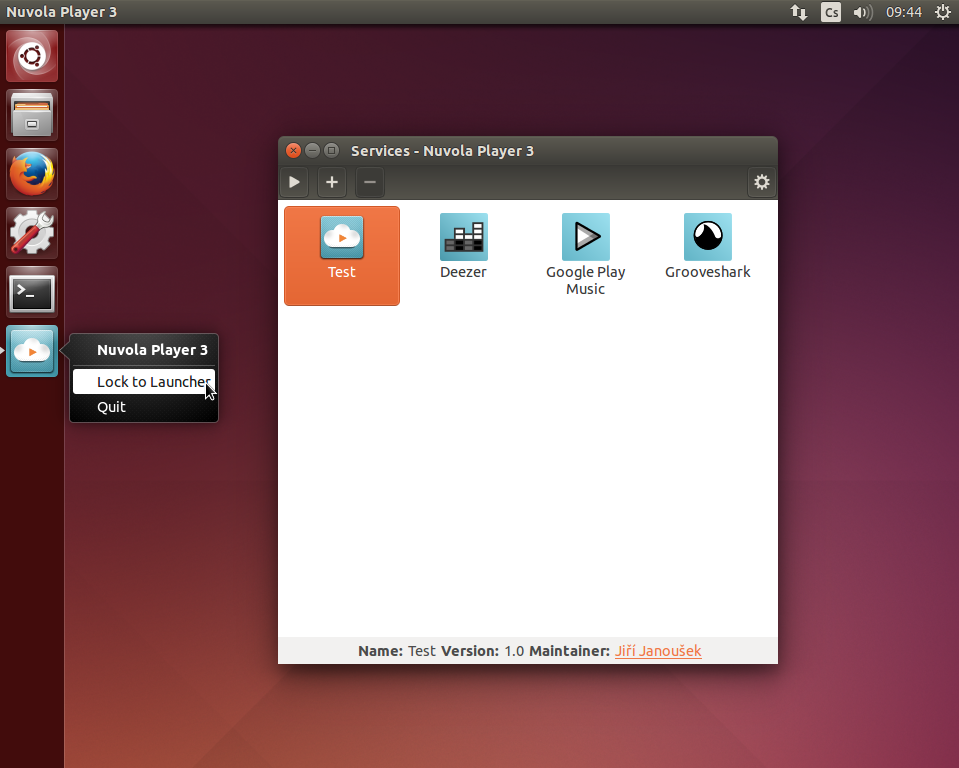 Nuvola Player 3
Cs
09:44
Services - Nuvola Player 3
Test
Deezer
Google Play
Music
Grooveshark
Nuvola Player 3
Lock to Launcher
Quit
>_
Name: Test Version: 1.0 Maintainer: Jiří Janoušek